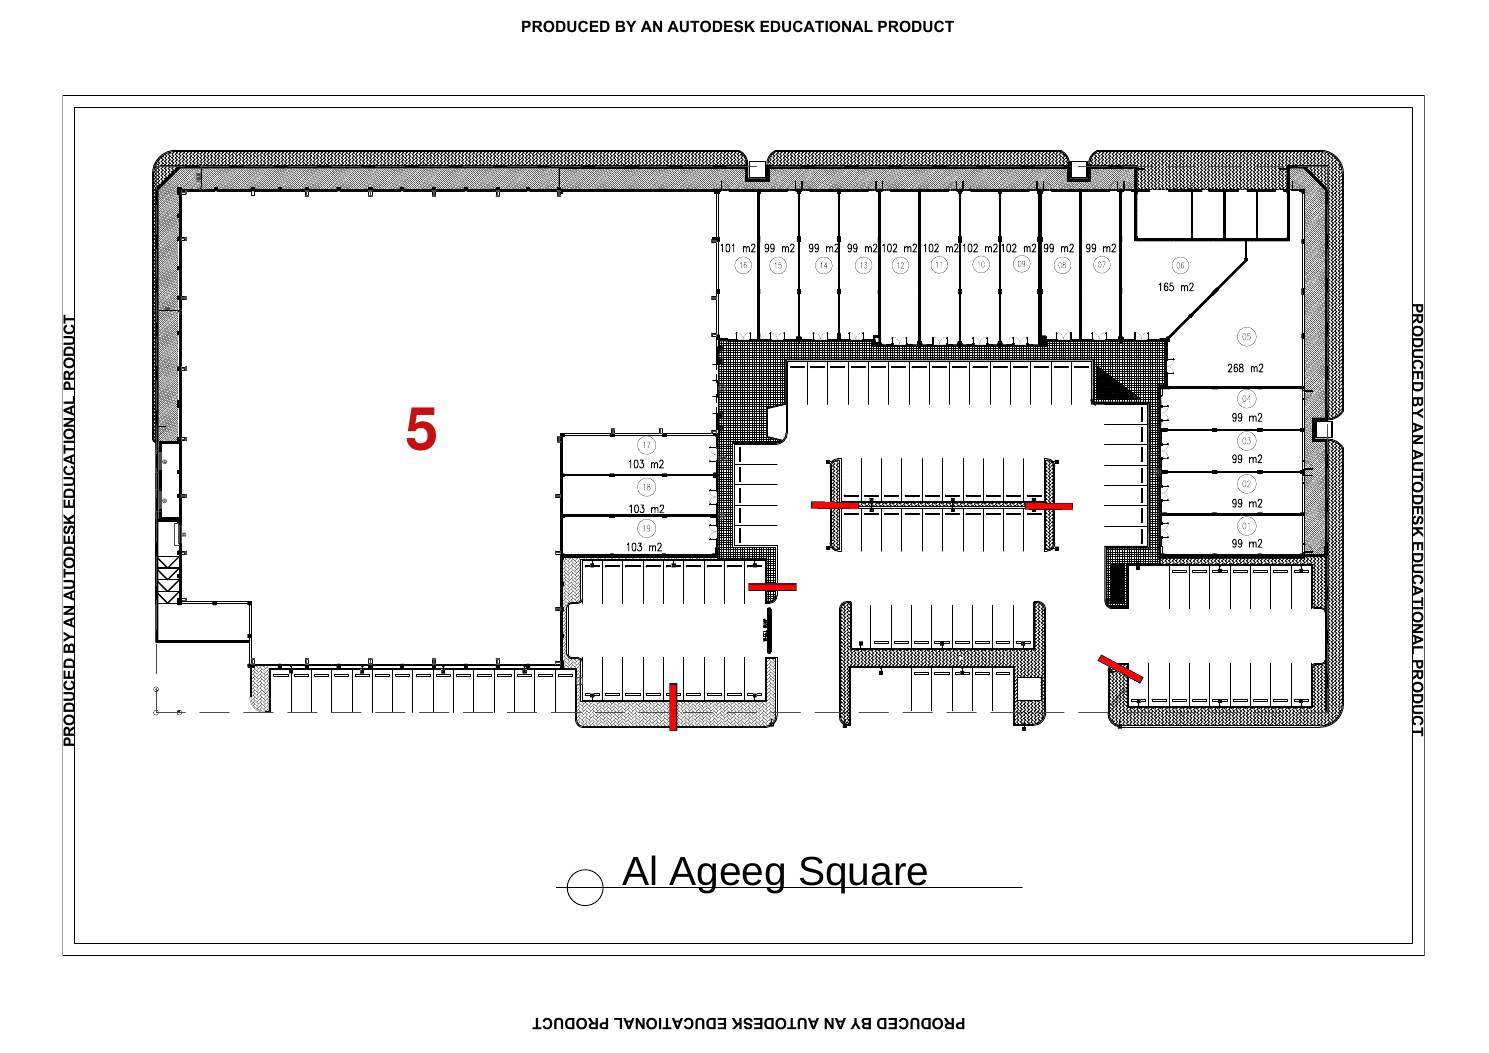 PRODUCED BY AN AUTODESK EDUCATIONAL PRODUCT
101 m2
99 m2
99 m2
99 m2
102 m2
102 m2
102 m2
102 m2
99 m2
99 m2
16
15
14
13
12
11
10
09
08
07
06
165 m2
05
268 m2
04
99 m2
03
99 m2
02
99 m2
01
99 m2
5
17
103 m2
18
103 m2
19
103 m2
PRODUCED BY AN AUTODESK EDUCATIONAL PRODUCT
PRODUCED BY AN AUTODESK EDUCATIONAL PRODUCT
Al Ageeg Square
PRODUCED BY AN AUTODESK EDUCATIONAL PRODUCT